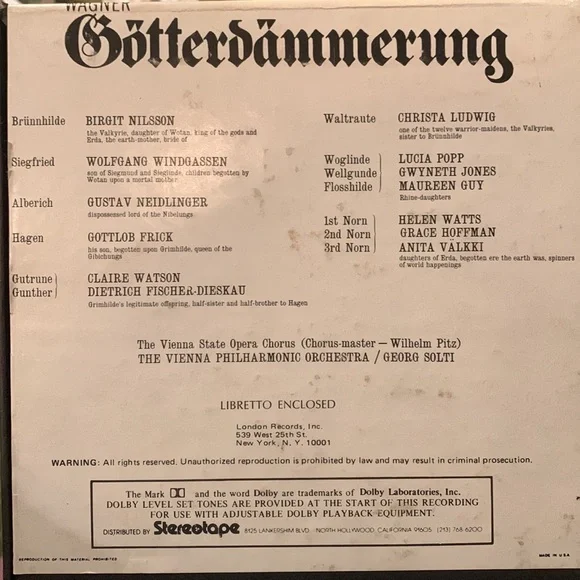 WAGNER
Götterdämmerung
Brünnhilde BIRGIT NILSSON
the Valkyrie, daughter of Wotan, king of the gods and
Erda, the earth-mother, bride of
Siegfried WOLFGANG WINDGASSEN
son of Siegmund and Sieglinde, children begotten by
Wotan upon a mortal mother
Alberich GUSTAV NEIDLINGER
dispossessed lord of the Nibelungs
Hagen GOTTLOB FRICK
his son, begotten upon Grimhilde, queen of the
Gibichungs
Gutrune CLAIRE WATSON
Gunther DIETRICH FISCHER-DIESKAU
Grimhilde's legitimate offspring, half-sister and half-brother to Hagen
Waltraute CHRISTA LUDWIG
one of the twelve warrior-maidens, the Valkyries,
sister to Brünnhilde
Woglinde LUCIA POPP
Wellgunde GWYNETH JONES
Flosshilde MAUREEN GUY
Rhine-daughters
1st Norn HELEN WATTS
2nd Norn GRACE HOFFMAN
3rd Norn ANITA VÄLKKI
daughters of Erda, begotten ere the earth was, spinners
of world happenings
The Vienna State Opera Chorus (Chorus-master — Wilhelm Pitz)
THE VIENNA PHILHARMONIC ORCHESTRA / GEORG SOLTI
LIBRETTO ENCLOSED
London Records, Inc.
539 West 25th St.
New York, N. Y. 10001
WARNING: All rights reserved. Unauthorized reproduction is prohibited by law and may result in criminal prosecution.
The Mark and the word Dolby are trademarks of Dolby Laboratories, Inc.
DOLBY LEVEL SET TONES ARE PROVIDED AT THE START OF THIS RECORDING
FOR USE WITH ADJUSTABLE DOLBY PLAYBACK EQUIPMENT.
DISTRIBUTED BY Stereotape 8125 LANKERSHIM BLVD., NORTH HOLLYWOOD, CALIFORNIA 91605 (213) 768-6200
REPRODUCTION OF THIS MATERIAL PROHIBITED
MADE IN U.S.A.